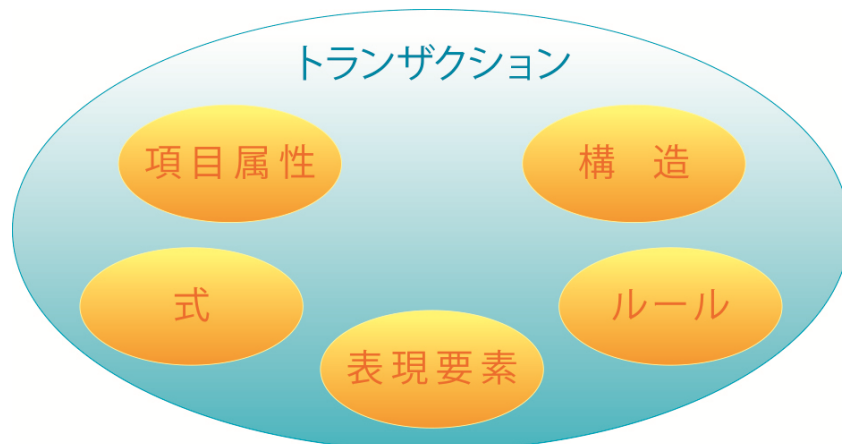 トランザクション
項目属性
構造
式
ルール
表現要素